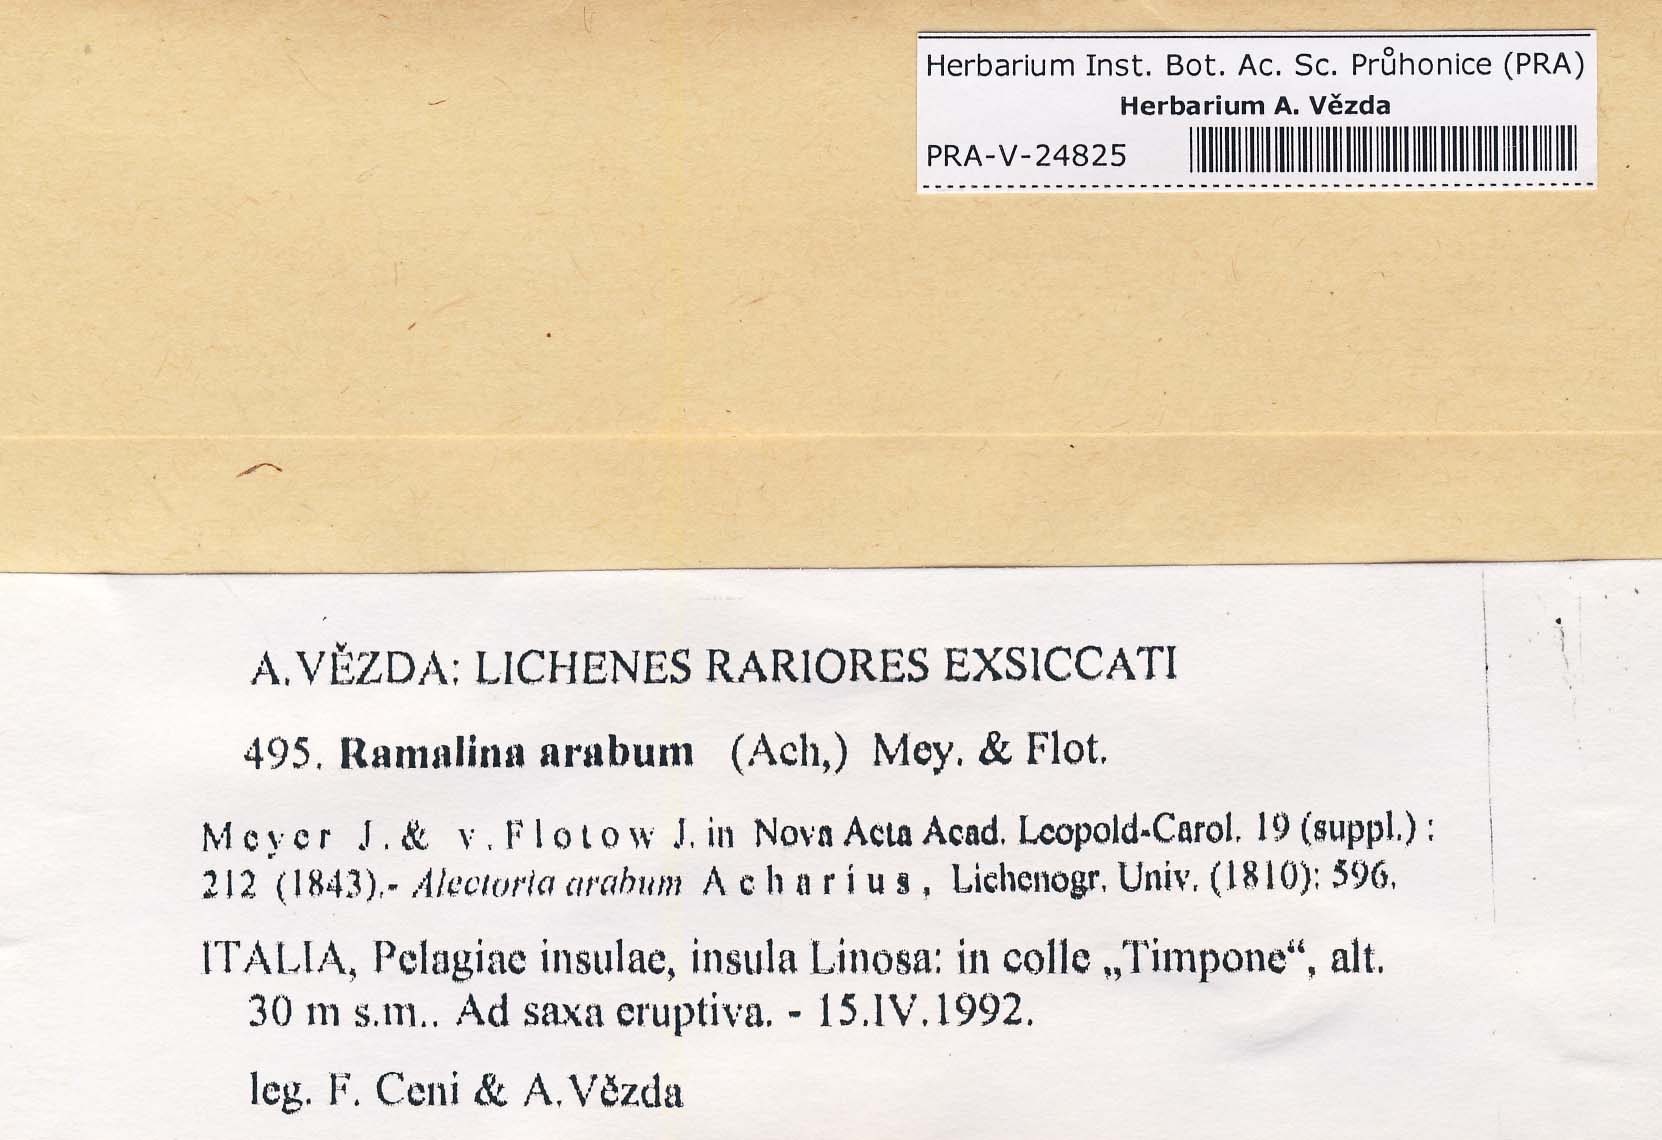 Herbarium Inst. Bot. Ac. Sc. Průhonice (PRA)
Herbarium A. Vězda
PRA-V-24825
A. VĚZDA: LICHENES RARIORES EXSICCATI
495. Ramalina arabum (Ach,) Mey. & Flot.
Meyer J. & v. Flotow J. in Nova Acta Acad. Leopold-Carol. 19 (suppl.) :
212 (1843).- Alectoria arabum Acharius, Lichenogr. Univ. (1810): 596.
ITALIA, Pelagiae insulae, insula Linosa: in colle „Timpone“, alt.
30 m s.m.. Ad saxa eruptiva. - 15.IV.1992.
leg. F. Ceni & A. Vězda